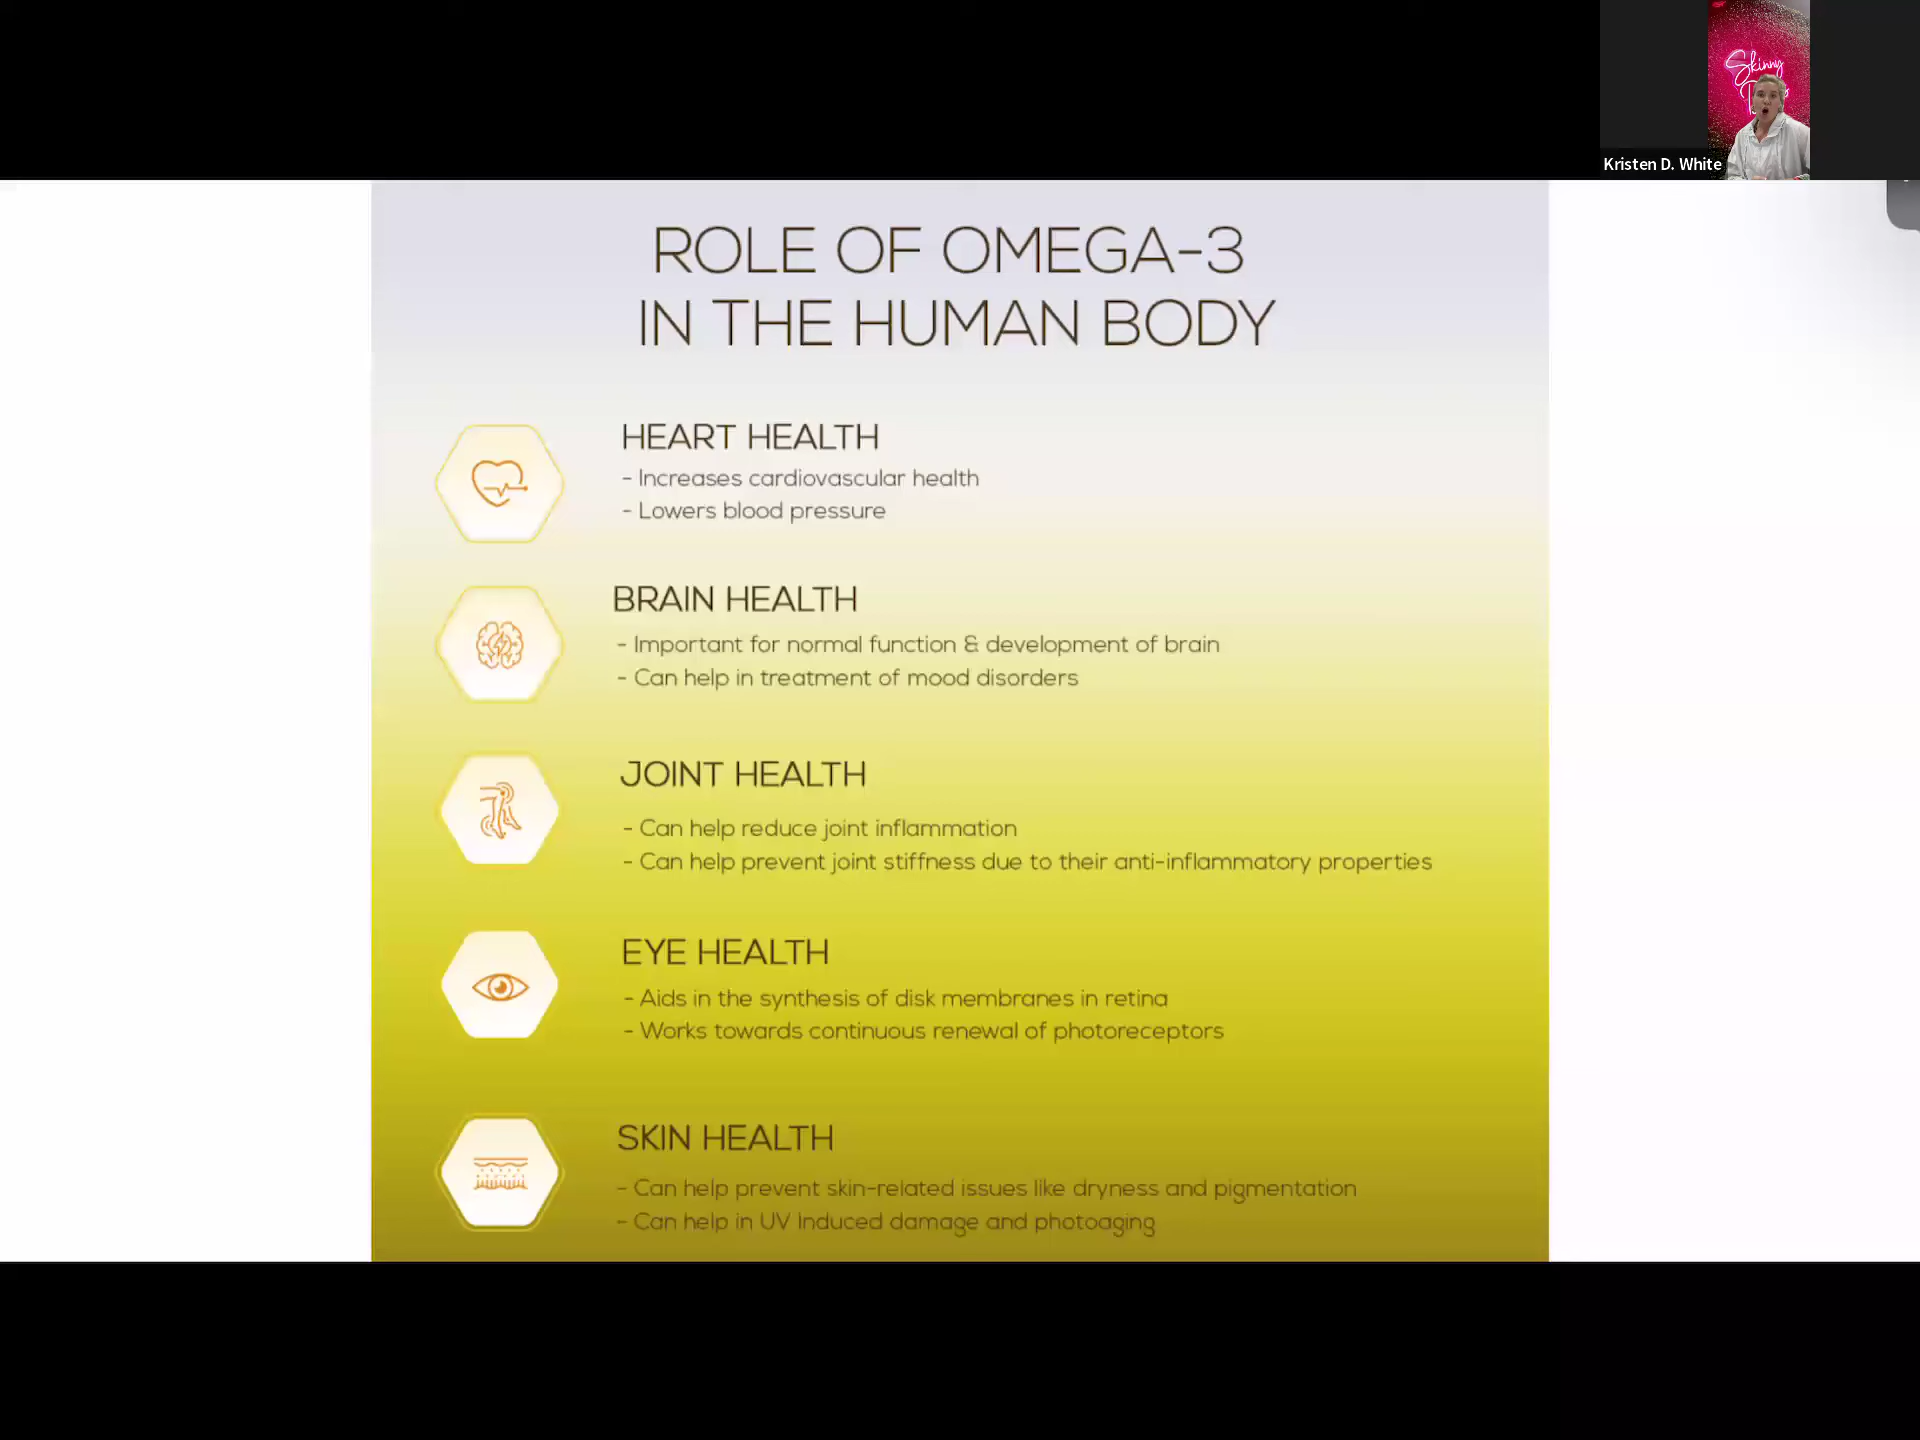 Skinny
Kristen D. White
ROLE OF OMEGA-3
IN THE HUMAN BODY
HEART HEALTH
- Increases cardiovascular health
- Lowers blood pressure
BRAIN HEALTH
- Important for normal function & development of brain
- Can help in treatment of mood disorders
JOINT HEALTH
- Can help reduce joint inflammation
- Can help prevent joint stiffness due to their anti-inflammatory properties
EYE HEALTH
- Aids in the synthesis of disk membranes in retina
- Works towards continuous renewal of photoreceptors
SKIN HEALTH
- Can help prevent skin-related issues like dryness and pigmentation
- Can help in UV Induced damage and photoaging